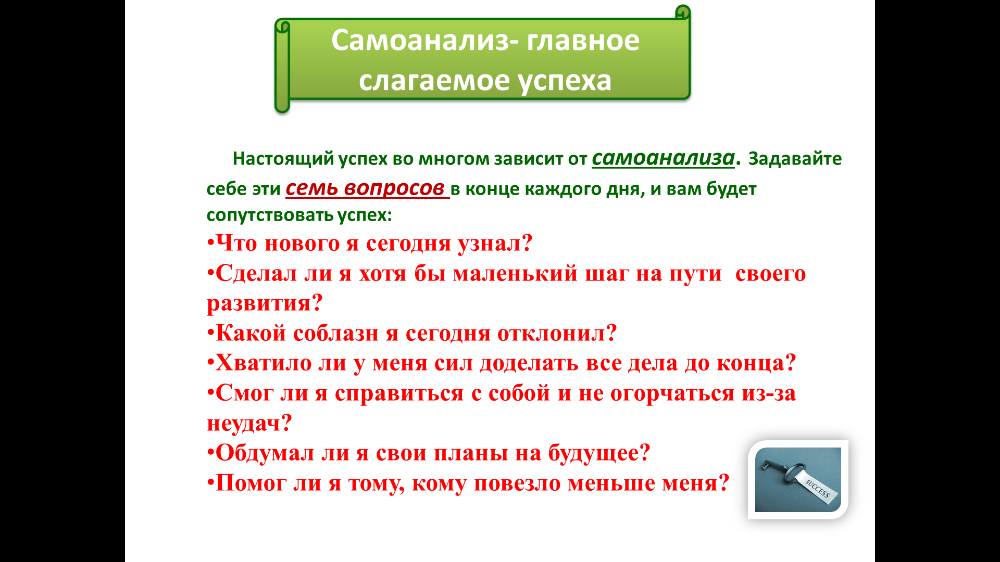 Самоанализ- главное
слагаемое успеха
Настоящий успех во многом зависит от самоанализа. Задавайте
себе эти семь вопросов в конце каждого дня, и вам будет
сопутствовать успех:
•Что нового я сегодня узнал?
•Сделал ли я хотя бы маленький шаг на пути  своего
развития?
•Какой соблазн я сегодня отклонил?
•Хватило ли у меня сил доделать все дела до конца?
•Смог ли я справиться с собой и не огорчаться из-за
неудач?
•Обдумал ли я свои планы на будущее?
•Помог ли я тому, кому повезло меньше меня?
SUCCESS